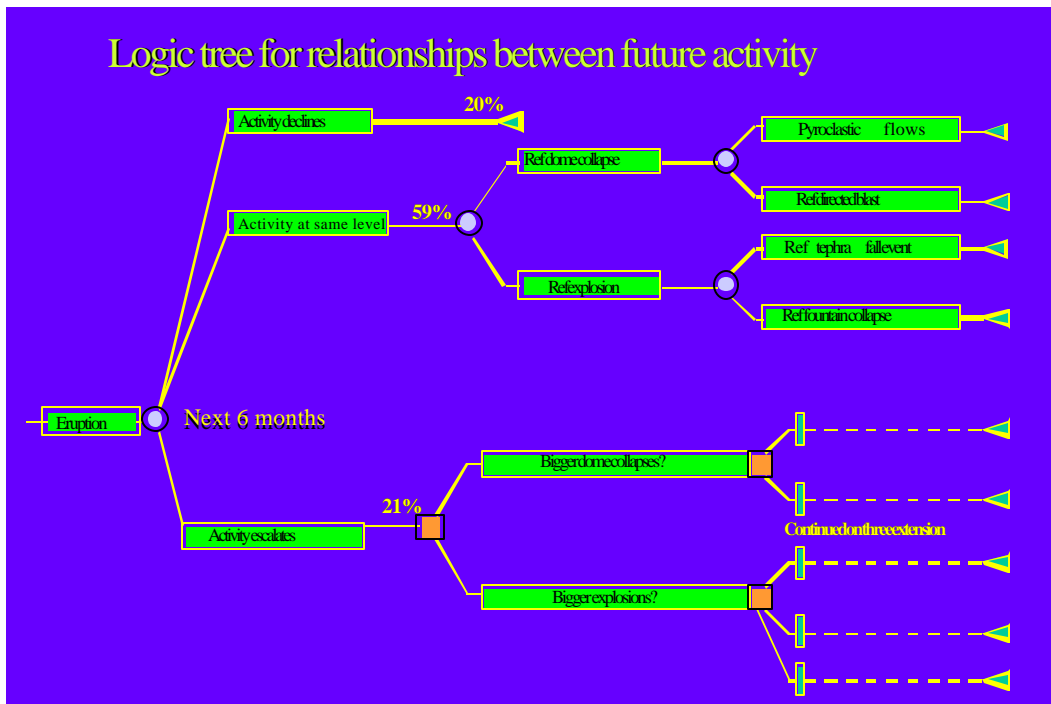 Logic tree for relationships between future activity
20%
Activity declines
Pyroclastic flows
Ref dome collapse
Ref directed blast
59%
Activity at same level
Ref tephra fallevent
Ref explosion
Ref fountain collapse
Eruption
Next 6 months
Bigger dome collapses?
21%
Continued on three extension
Activity escalates
Bigger explosions?